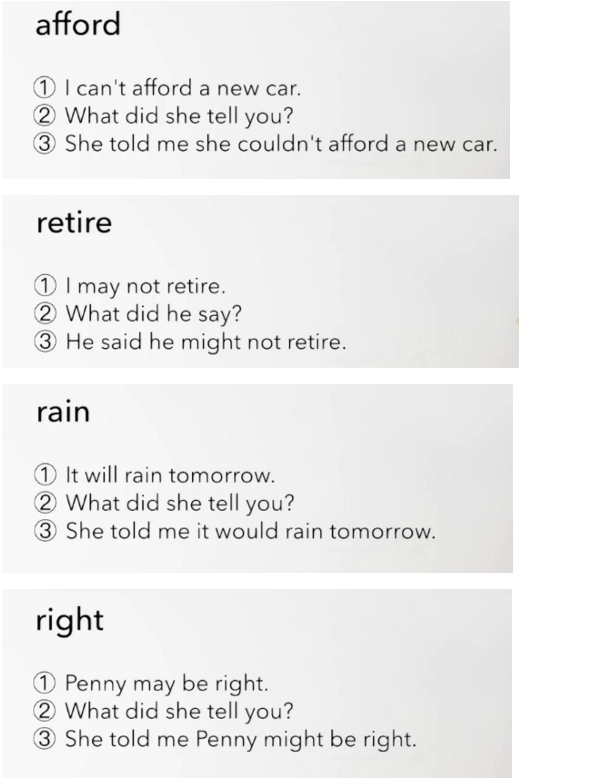 afford
① I can't afford a new car.
② What did she tell you?
③ She told me she couldn't afford a new car.
retire
① I may not retire.
② What did he say?
③ He said he might not retire.
rain
① It will rain tomorrow.
② What did she tell you?
③ She told me it would rain tomorrow.
right
① Penny may be right.
② What did she tell you?
③ She told me Penny might be right.